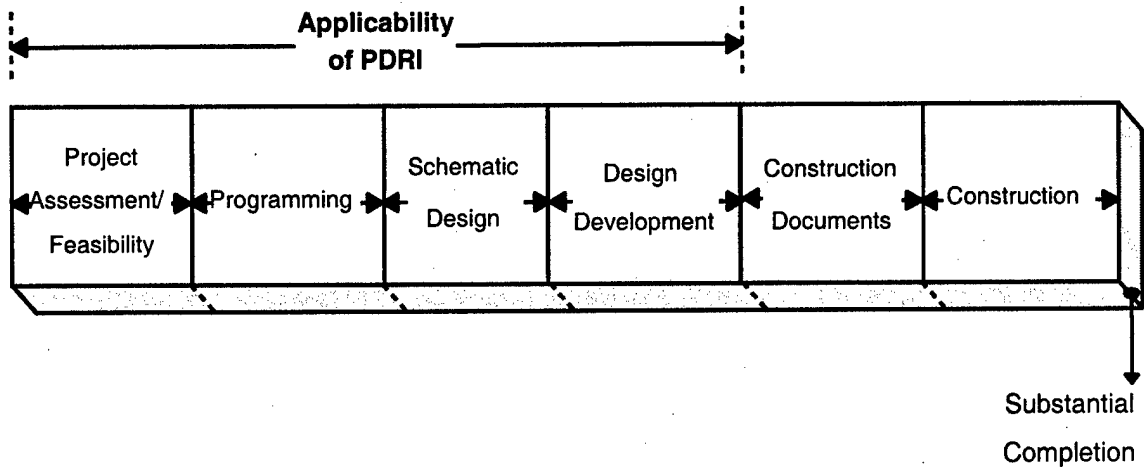 Applicability
of PDRI
Project
Assessment/
Feasibility
Programming
Schematic
Design
Design
Development
Construction
Documents
Construction
Substantial
Completion